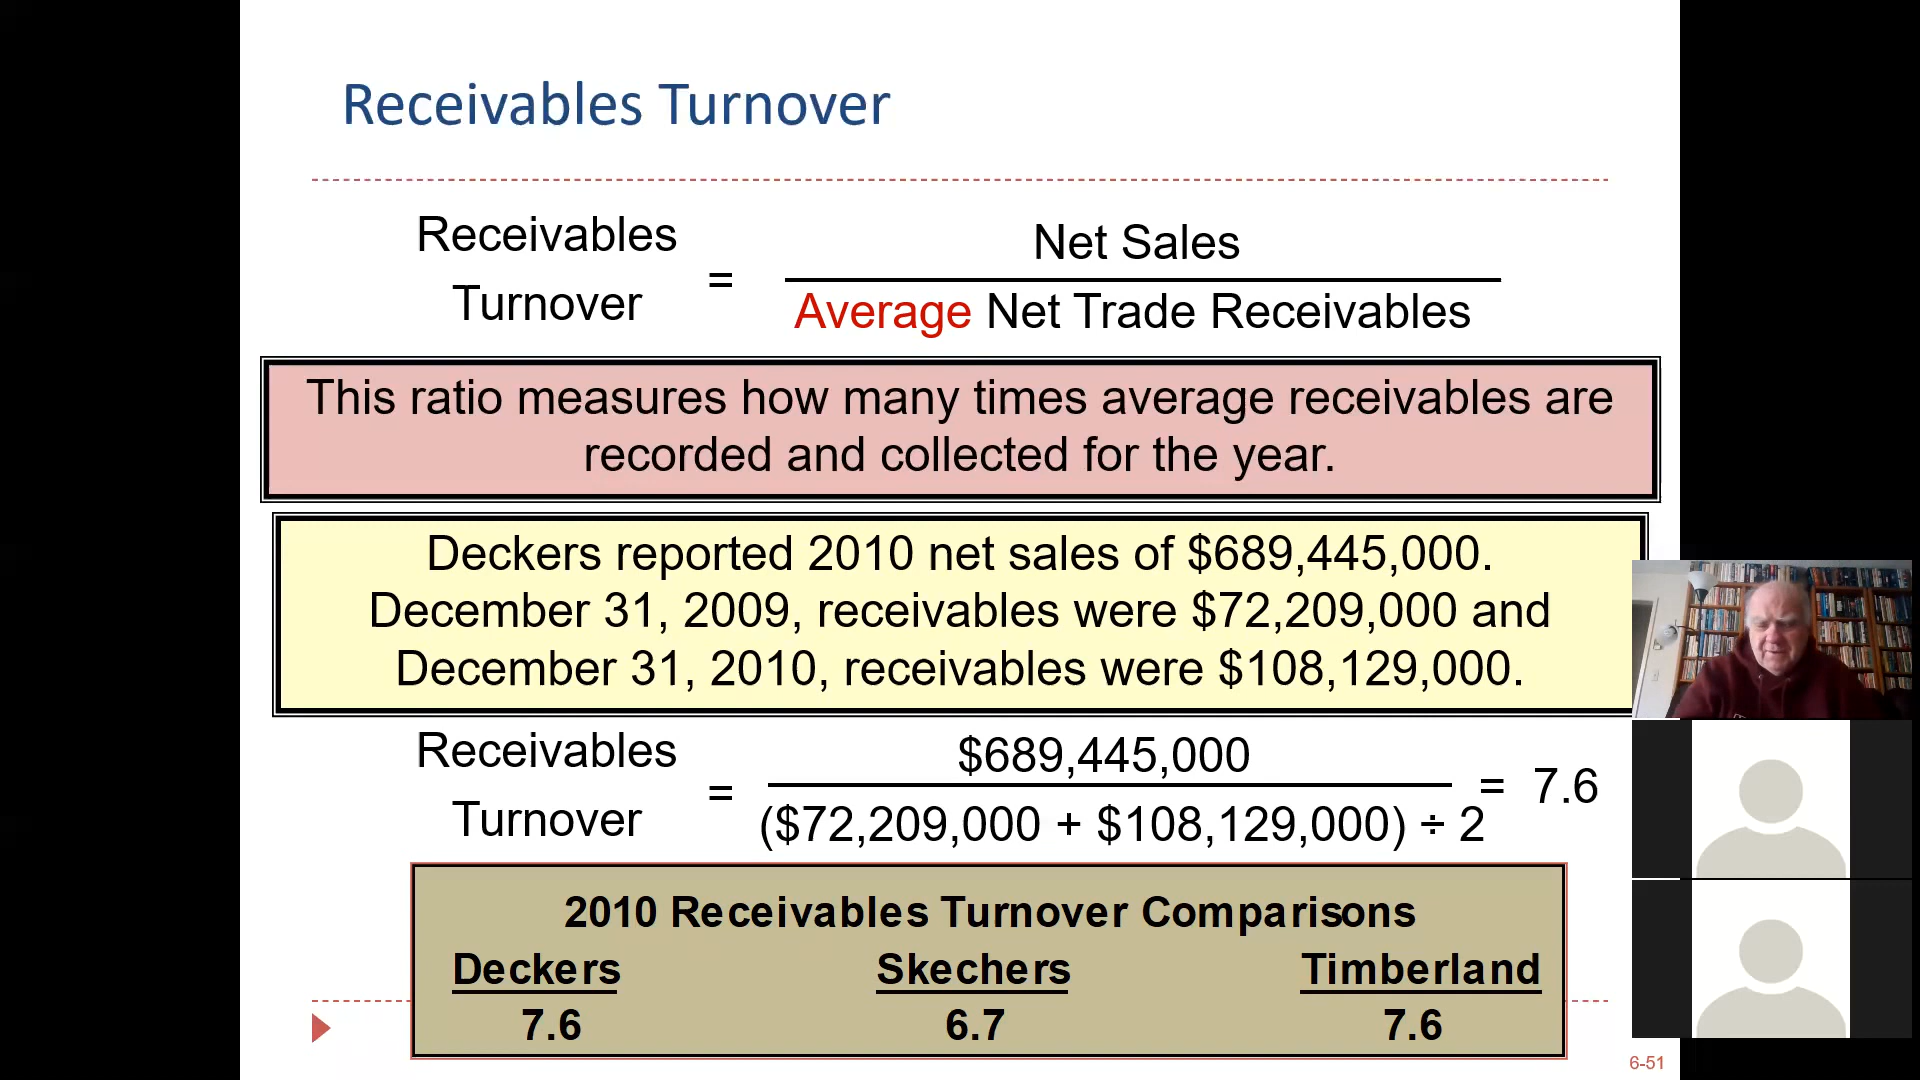 Receivables Turnover
Receivables
Turnover
=
Net Sales
Average Net Trade Receivables
This ratio measures how many times average receivables are
recorded and collected for the year.
Deckers reported 2010 net sales of $689,445,000.
December 31, 2009, receivables were $72,209,000 and
December 31, 2010, receivables were $108,129,000.
Receivables
Turnover
=
$689,445,000
($72,209,000 + $108,129,000) ÷ 2
= 7.6
2010 Receivables Turnover Comparisons
Deckers Skechers Timberland
7.6 6.7 7.6
6-51